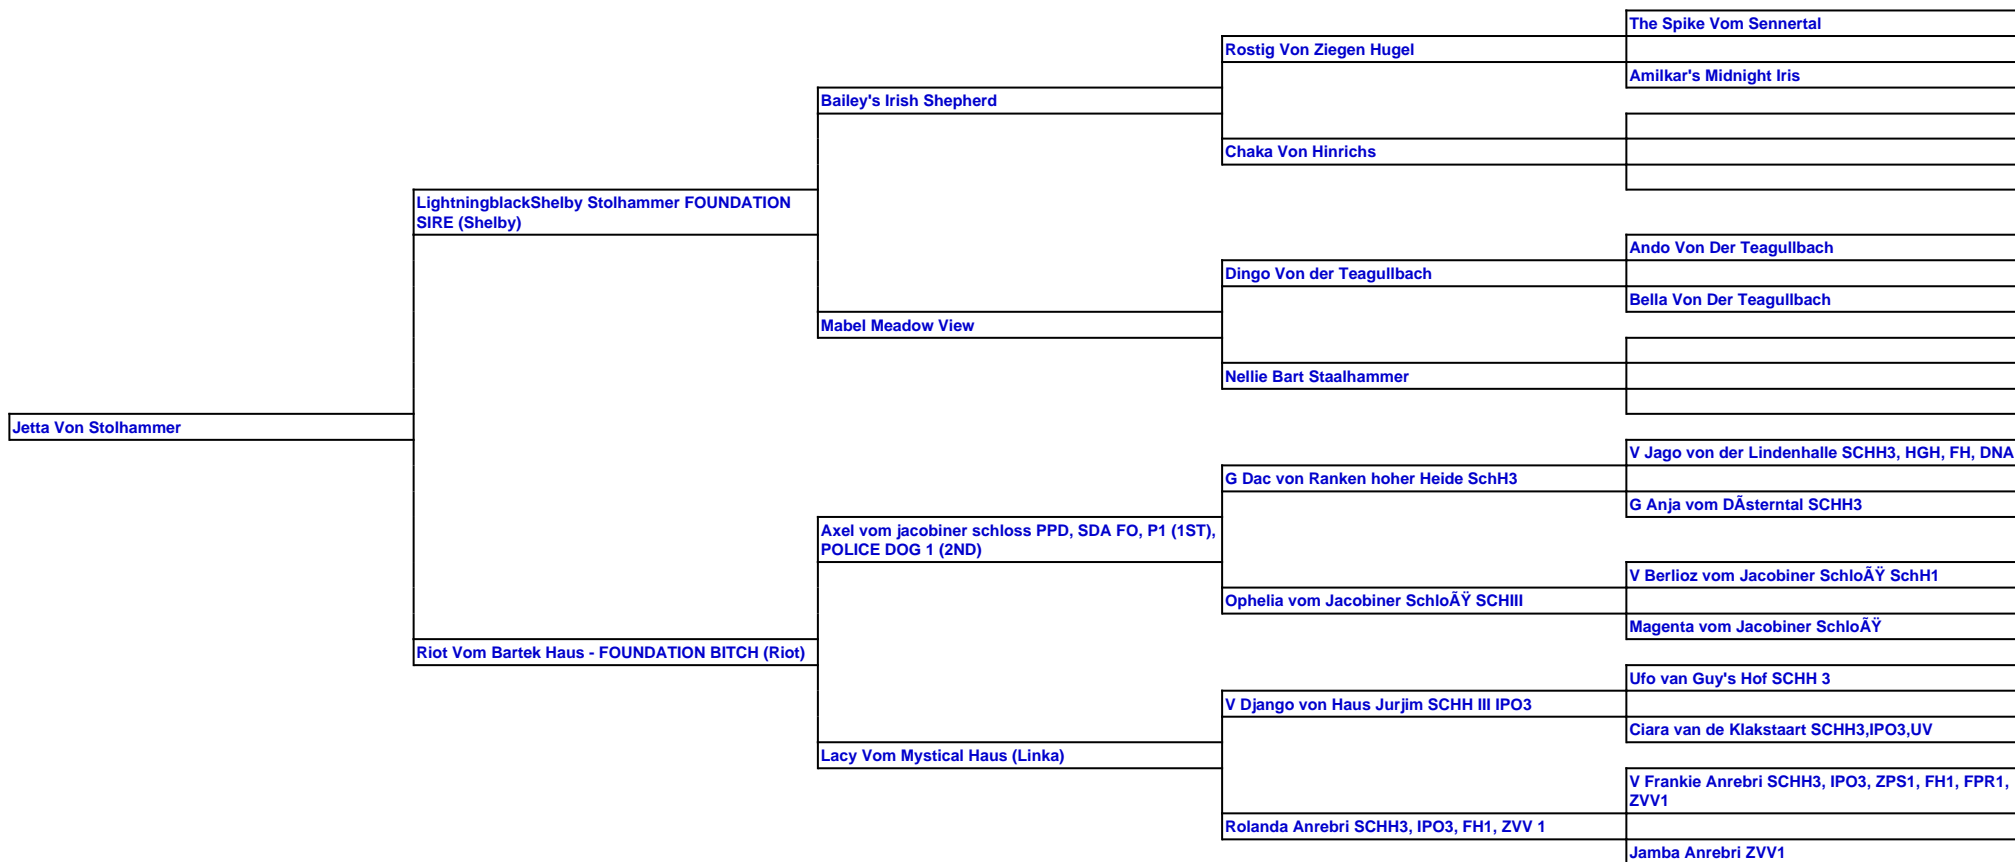 The Spike Vom Sennertal
Rostig Von Ziegen Hugel
Amilkar's Midnight Iris
Bailey's Irish Shepherd
Chaka Von Hinrichs
LightningblackShelby Stolhammer FOUNDATION
SIRE (Shelby)
Ando Von Der Teagullbach
Dingo Von der Teagullbach
Bella Von Der Teagullbach
Mabel Meadow View
Nellie Bart Staalhammer
Jetta Von Stolhammer
V Jago von der Lindenhalle SCHH3, HGH, FH, DNA
G Dac von Ranken hoher Heide SchH3
G Anja vom DÃsterntal SCHH3
Axel vom jacobiner schloss PPD, SDA FO, P1 (1ST),
POLICE DOG 1 (2ND)
V Berlioz vom Jacobiner SchloÃŸ SchH1
Ophelia vom Jacobiner SchloÃŸ SCHIII
Magenta vom Jacobiner SchloÃŸ
Riot Vom Bartek Haus - FOUNDATION BITCH (Riot)
Ufo van Guy's Hof SCHH 3
V Django von Haus Jurjim SCHH III IPO3
Ciara van de Klakstaart SCHH3,IPO3,UV
Lacy Vom Mystical Haus (Linka)
V Frankie Anrebri SCHH3, IPO3, ZPS1, FH1, FPR1,
ZVV1
Rolanda Anrebri SCHH3, IPO3, FH1, ZVV 1
Jamba Anrebri ZVV1